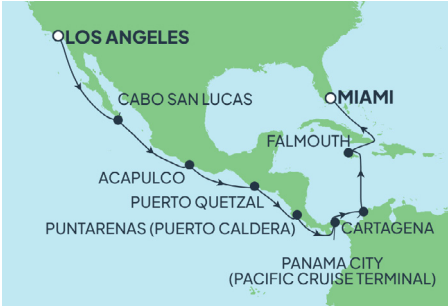 LOS ANGELES
MIAMI
CABO SAN LUCAS
FALMOUTH
ACAPULCO
PUERTO QUETZAL
PUNTARENAS (PUERTO CALDERA)
CARTAGENA
PANAMA CITY
(PACIFIC CRUISE TERMINAL)